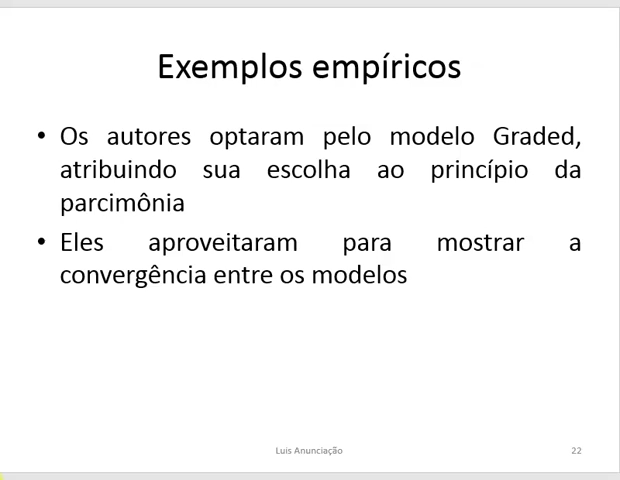 Exemplos empíricos
• Os autores optaram pelo modelo Graded,
atribuindo sua escolha ao princípio da
parcimônia
• Eles aproveitaram para mostrar a
convergência entre os modelos
Luis Anunciação
22